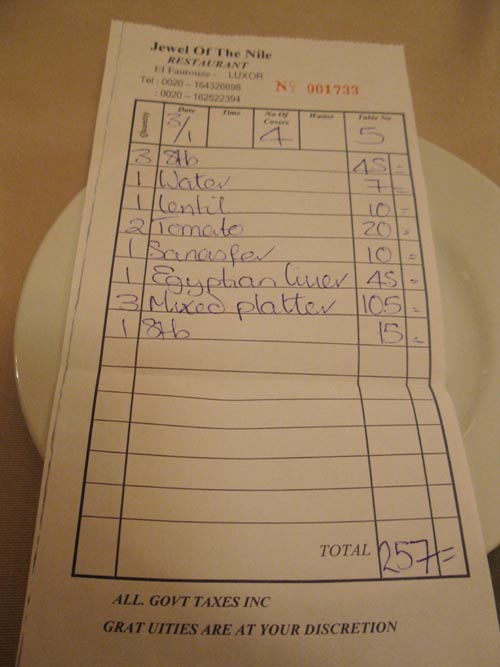 Jewel Of The Nile
RESTAURANT
El Faurouze - LUXOR
Tel : 0020 - 164326698
: 0020 - 162522394
Nº 001733
Quantity Date Time No Of Covers Waiter Table No
3/1 4 5
3 Stb 45=
1 Water 7=
1 Lentil 10=
2 Tomato 20=
1 10=
1 Egyptian liver 45=
3 Mixed platter 105=
1 Stb 15=
TOTAL 257=
ALL. GOVT TAXES INC
GRAT UITIES ARE AT YOUR DISCRETION